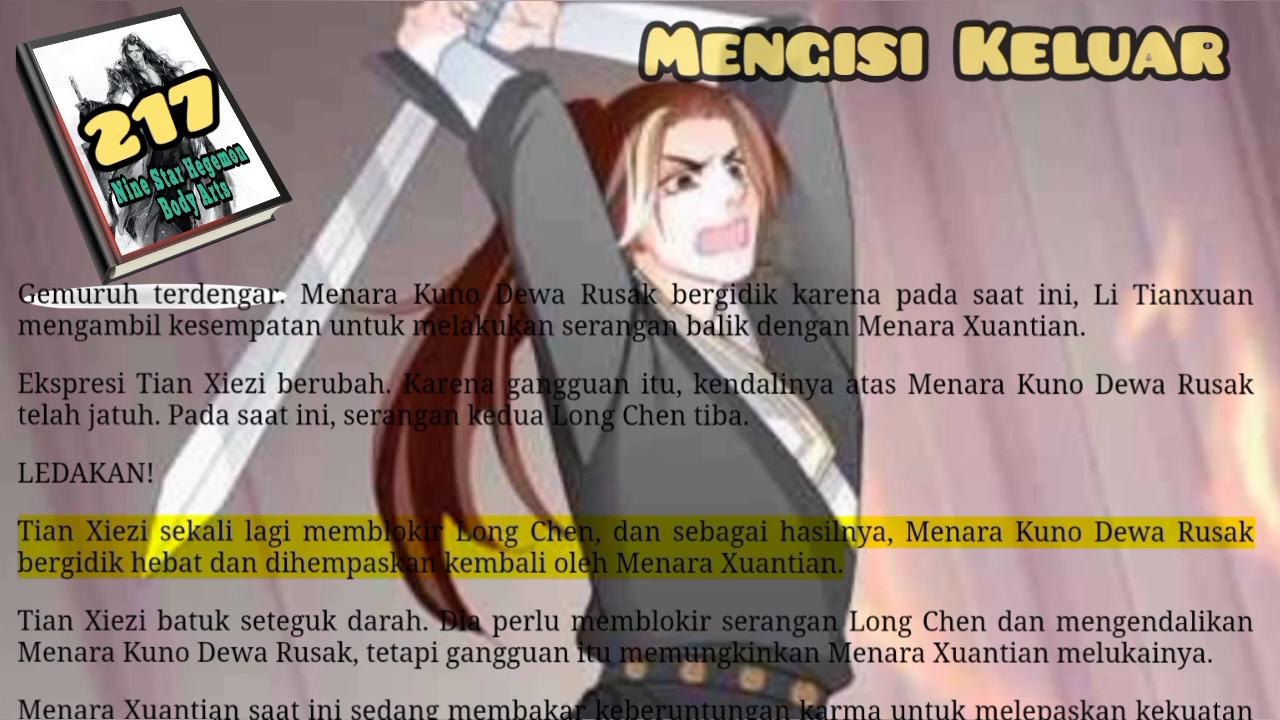 MENGISI KELUAR
217
Nine Star Hegemon
Body Arts
Gemuruh terdengar. Menara Kuno Dewa Rusak bergidik karena pada saat ini, Li Tianxuan
mengambil kesempatan untuk melakukan serangan balik dengan Menara Xuantian.
Ekspresi Tian Xiezi berubah. Karena gangguan itu, kendalinya atas Menara Kuno Dewa Rusak
telah jatuh. Pada saat ini, serangan kedua Long Chen tiba.
LEDAKAN!
Tian Xiezi sekali lagi memblokir Long Chen, dan sebagai hasilnya, Menara Kuno Dewa Rusak
bergidik hebat dan dihempaskan kembali oleh Menara Xuantian.
Tian Xiezi batuk seteguk darah. Dia perlu memblokir serangan Long Chen dan mengendalikan
Menara Kuno Dewa Rusak, tetapi gangguan itu memungkinkan Menara Xuantian melukainya.
Menara Xuantian saat ini sedang membakar keberuntungan karma untuk melepaskan kekuatan